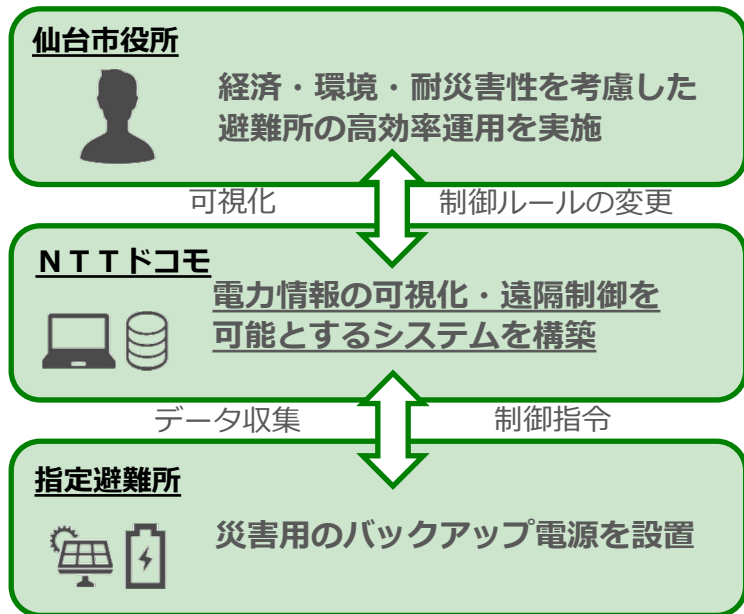 仙台市役所
経済・環境・耐災害性を考慮した
避難所の高効率運用を実施
可視化
制御ルールの変更
ＮＴＴドコモ
電力情報の可視化・遠隔制御を
可能とするシステムを構築
データ収集
制御指令
指定避難所
災害用のバックアップ電源を設置